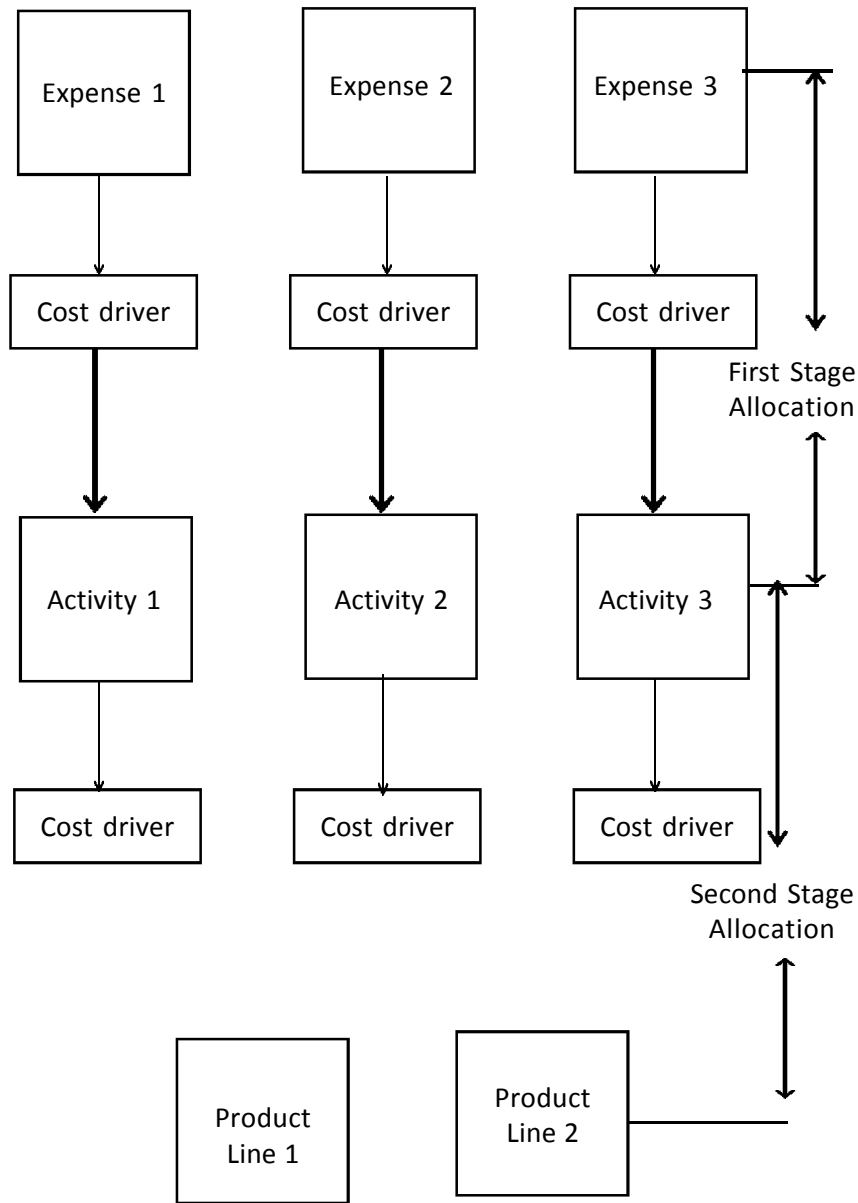 Expense 1
Expense 2
Expense 3
Cost driver
Cost driver
Cost driver
First Stage
Allocation
Activity 1
Activity 2
Activity 3
Cost driver
Cost driver
Cost driver
Second Stage
Allocation
Product
Line 1
Product
Line 2